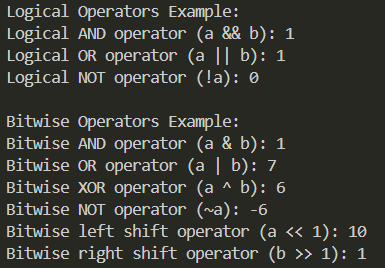 Logical Operators Example:
Logical AND operator (a && b): 1
Logical OR operator (a || b): 1
Logical NOT operator (!a): 0

Bitwise Operators Example:
Bitwise AND operator (a & b): 1
Bitwise OR operator (a | b): 7
Bitwise XOR operator (a ^ b): 6
Bitwise NOT operator (~a): -6
Bitwise left shift operator (a << 1): 10
Bitwise right shift operator (b >> 1): 1